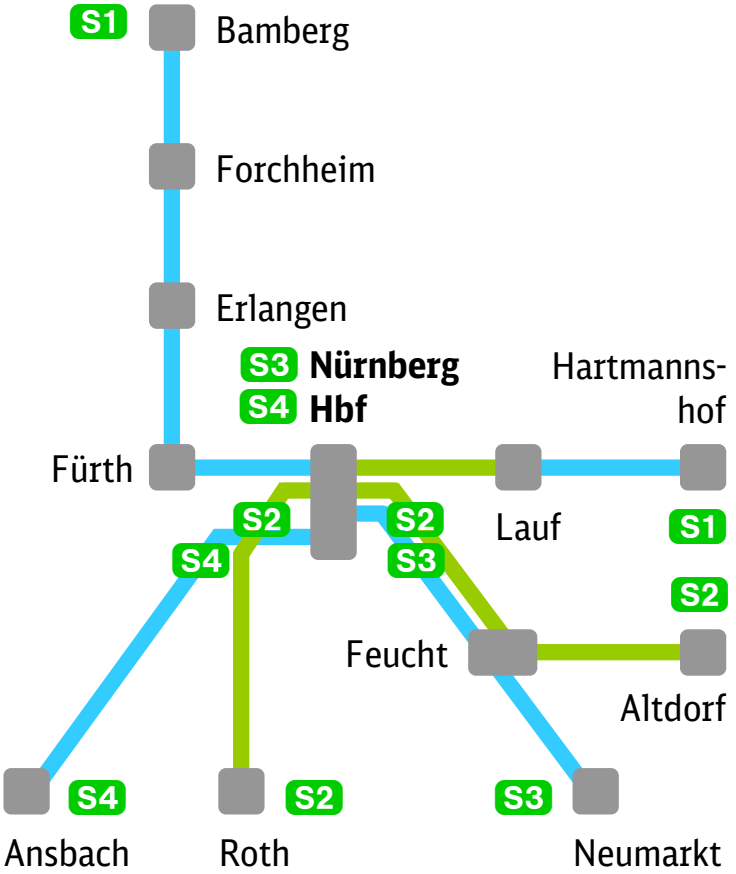 S1 Bamberg
Forchheim
Erlangen
S3 Nürnberg
S4 Hbf
Hartmanns-
hof
Fürth
Lauf
S1
S2
S2
S4
S3
S2
Feucht
Altdorf
S4
S2
S3
Ansbach
Roth
Neumarkt